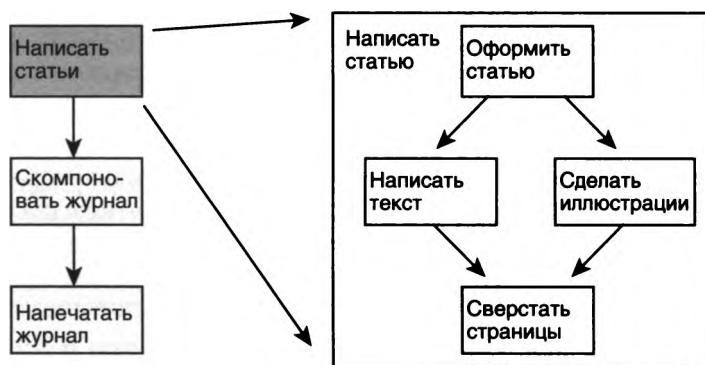 Написать
статьи
Скомпоно-
вать журнал
Напечатать
журнал
Написать
статью
Оформить
статью
Написать
текст
Сделать
иллюстрации
Сверстать
страницы